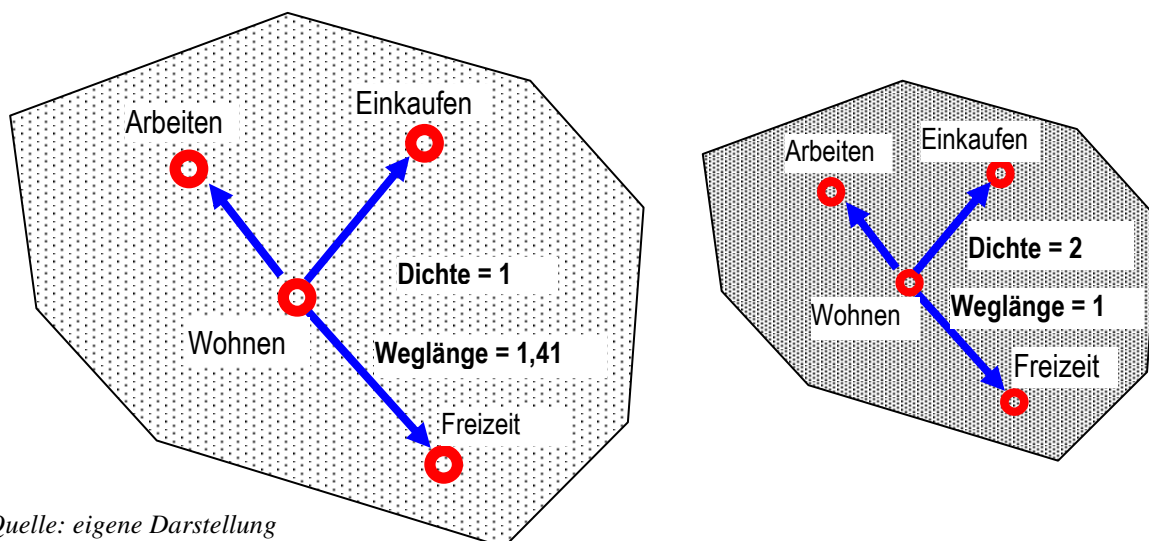 Arbeiten
Einkaufen
Dichte = 1
Wohnen
Weglänge = 1,41
Freizeit
Arbeiten
Einkaufen
Dichte = 2
Wohnen
Weglänge = 1
Freizeit
Quelle: eigene Darstellung